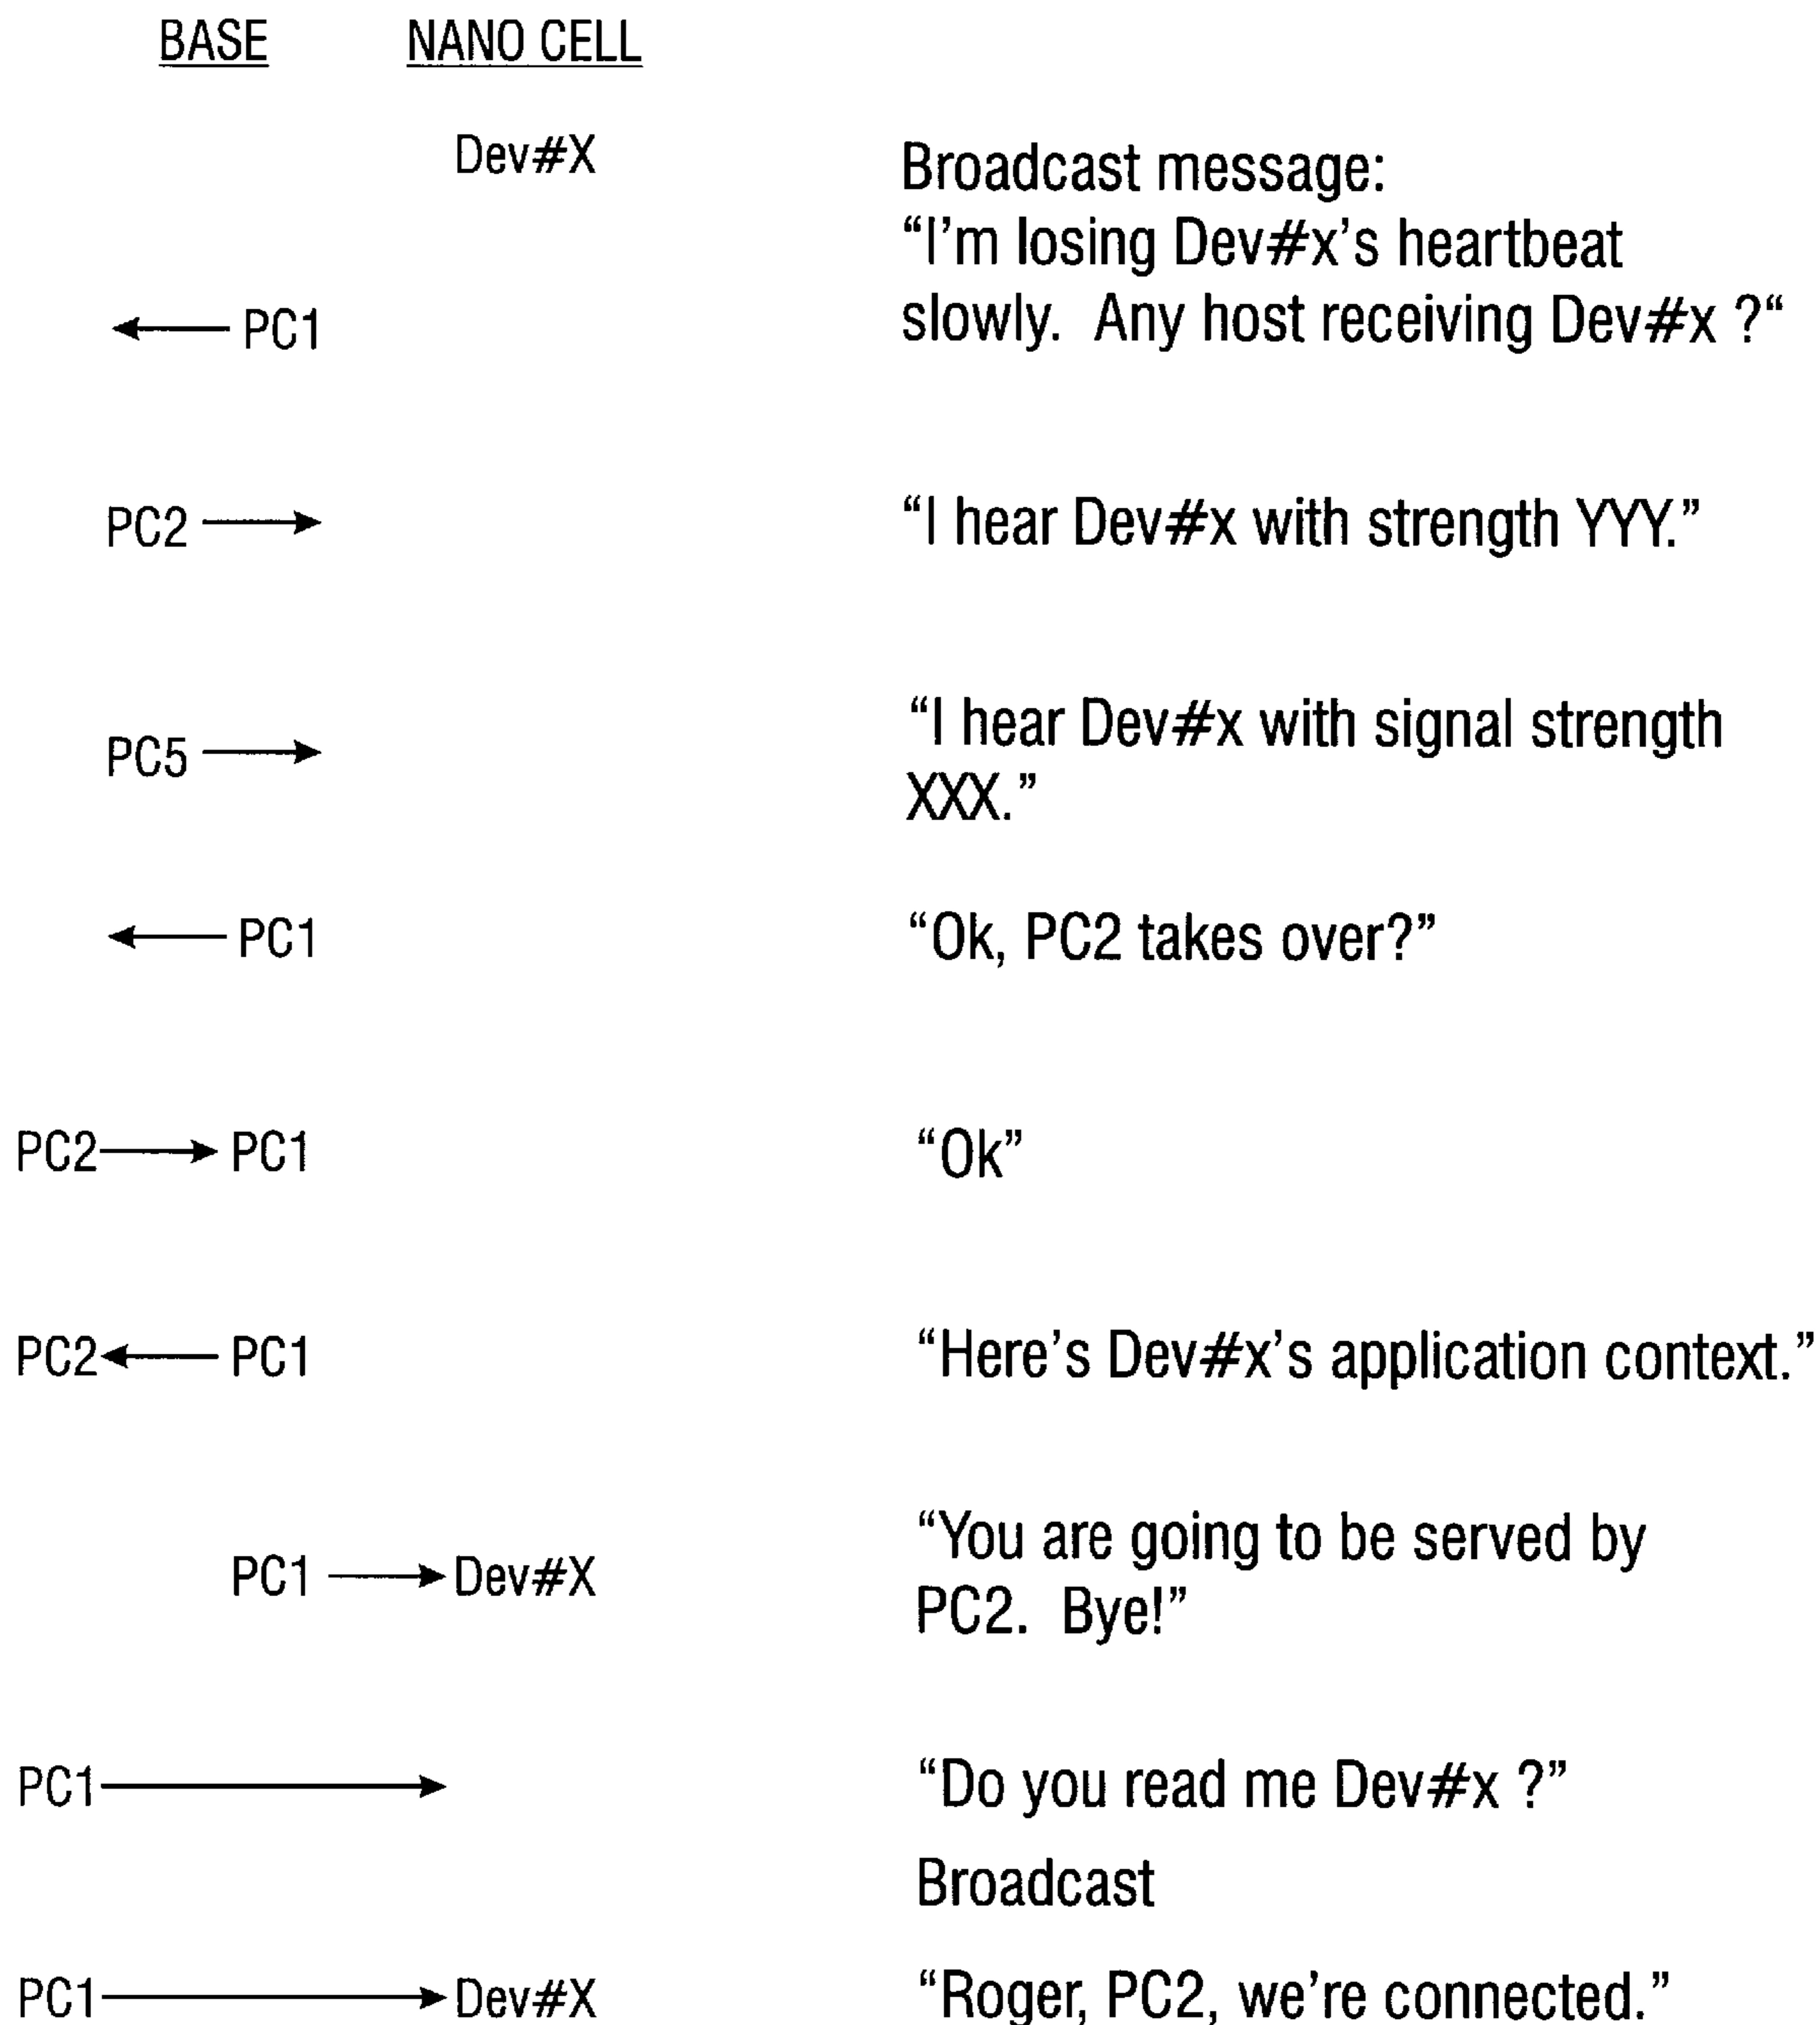 BASE NANO CELL
Dev#X
Broadcast message:
“I’m losing Dev#x’s heartbeat
slowly. Any host receiving Dev#x ?“
PC1
PC2
“I hear Dev#x with strength YYY.”
PC5
“I hear Dev#x with signal strength
XXX.”
PC1
“Ok, PC2 takes over?”
PC2 PC1
“Ok”
PC2 PC1
“Here’s Dev#x’s application context.”
PC1 Dev#X
“You are going to be served by
PC2. Bye!”
PC1
“Do you read me Dev#x ?”
Broadcast
PC1 Dev#X
“Roger, PC2, we’re connected.”